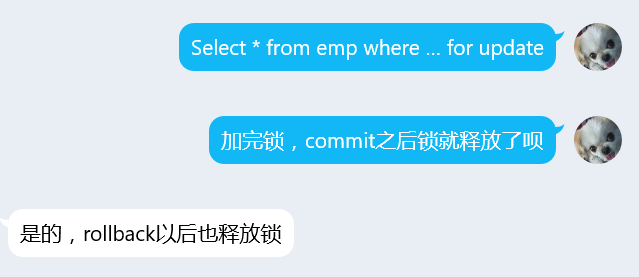 Select * from emp where ... for update
加完锁，commit之后锁就释放了呗
是的，rollback以后也释放锁